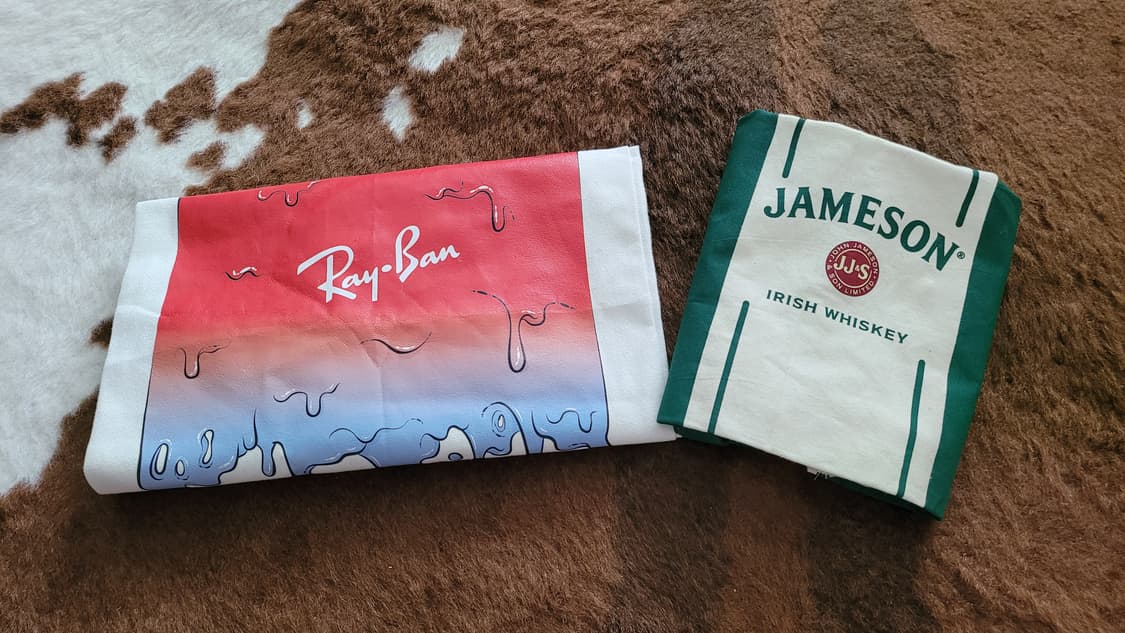 Ray-Ban
JAMESON®
JOHN JAMESON
JJ&S
& SON LIMITED
IRISH WHISKEY